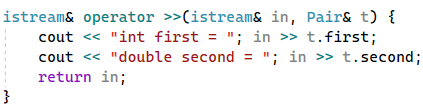 istream& operator >>(istream& in, Pair& t) {
    cout << "int first = "; in >> t.first;
    cout << "double second = "; in >> t.second;
    return in;
}